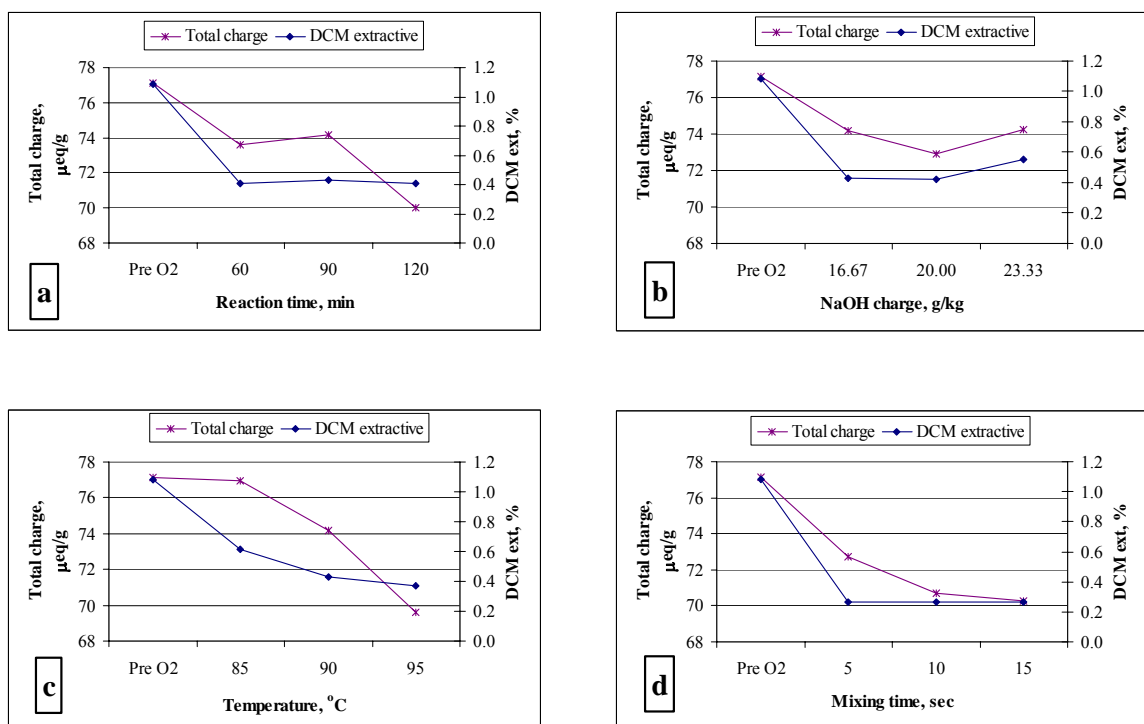 Total charge DCM extractive
78
76
74
72
70
68
Total charge,
µeq/g
1.2
1.0
0.8
0.6
0.4
0.2
0.0
DCM ext, %
Pre O2 60 90 120
Reaction time, min
a
Total charge DCM extractive
78
76
74
72
70
68
Total charge,
µeq/g
1.2
1.0
0.8
0.6
0.4
0.2
0.0
DCM ext, %
Pre O2 16.67 20.00 23.33
NaOH charge, g/kg
b
Total charge DCM extractive
78
76
74
72
70
68
Total charge,
µeq/g
1.2
1.0
0.8
0.6
0.4
0.2
0.0
DCM ext, %
Pre O2 85 90 95
Temperature, °C
c
Total charge DCM extractive
78
76
74
72
70
68
Total charge,
µeq/g
1.2
1.0
0.8
0.6
0.4
0.2
0.0
DCM ext, %
Pre O2 5 10 15
Mixing time, sec
d